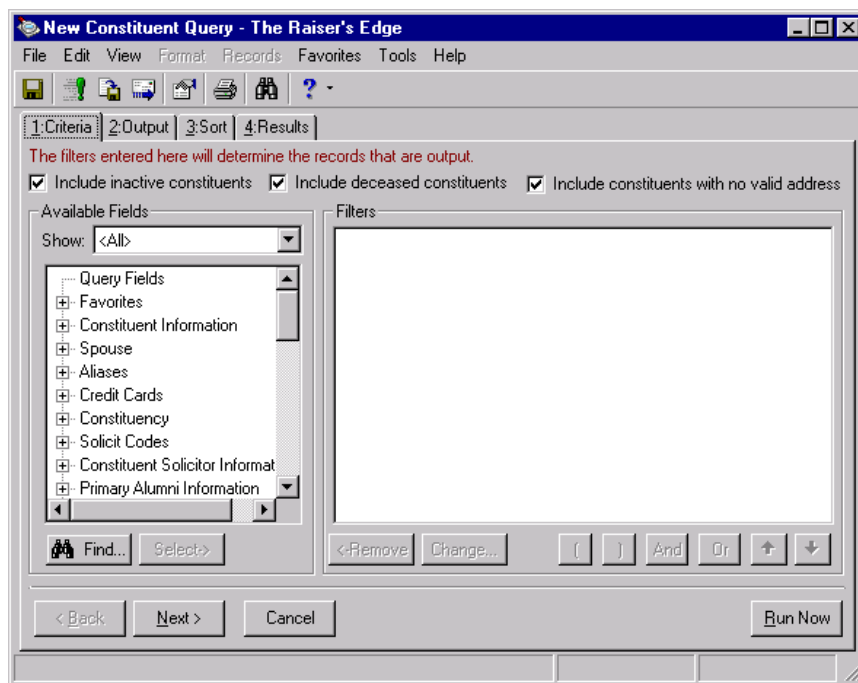 New Constituent Query - The Raiser's Edge
File Edit View Format Records Favorites Tools Help
1:Criteria 2:Output 3:Sort 4:Results
The filters entered here will determine the records that are output.
Include inactive constituents Include deceased constituents Include constituents with no valid address
Available Fields
Show: <All>
Query Fields
Favorites
Constituent Information
Spouse
Aliases
Credit Cards
Constituency
Solicit Codes
Constituent Solicitor Informat
Primary Alumni Information
Find... Select->
Filters
<-Remove Change... ( ) And Or
< Back Next > Cancel Run Now